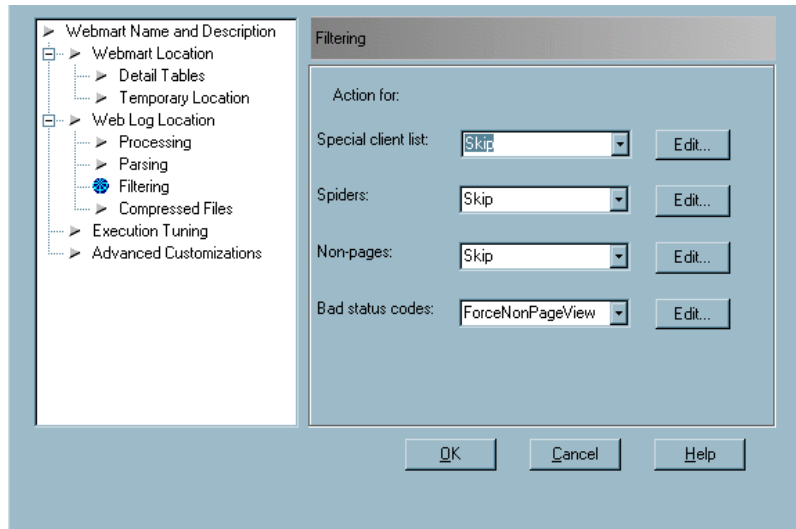 Webmart Name and Description
Webmart Location
Detail Tables
Temporary Location
Web Log Location
Processing
Parsing
Filtering
Compressed Files
Execution Tuning
Advanced Customizations
Filtering
Action for:
Special client list: Skip Edit...
Spiders: Skip Edit...
Non-pages: Skip Edit...
Bad status codes: ForceNonPageView Edit...
OK Cancel Help